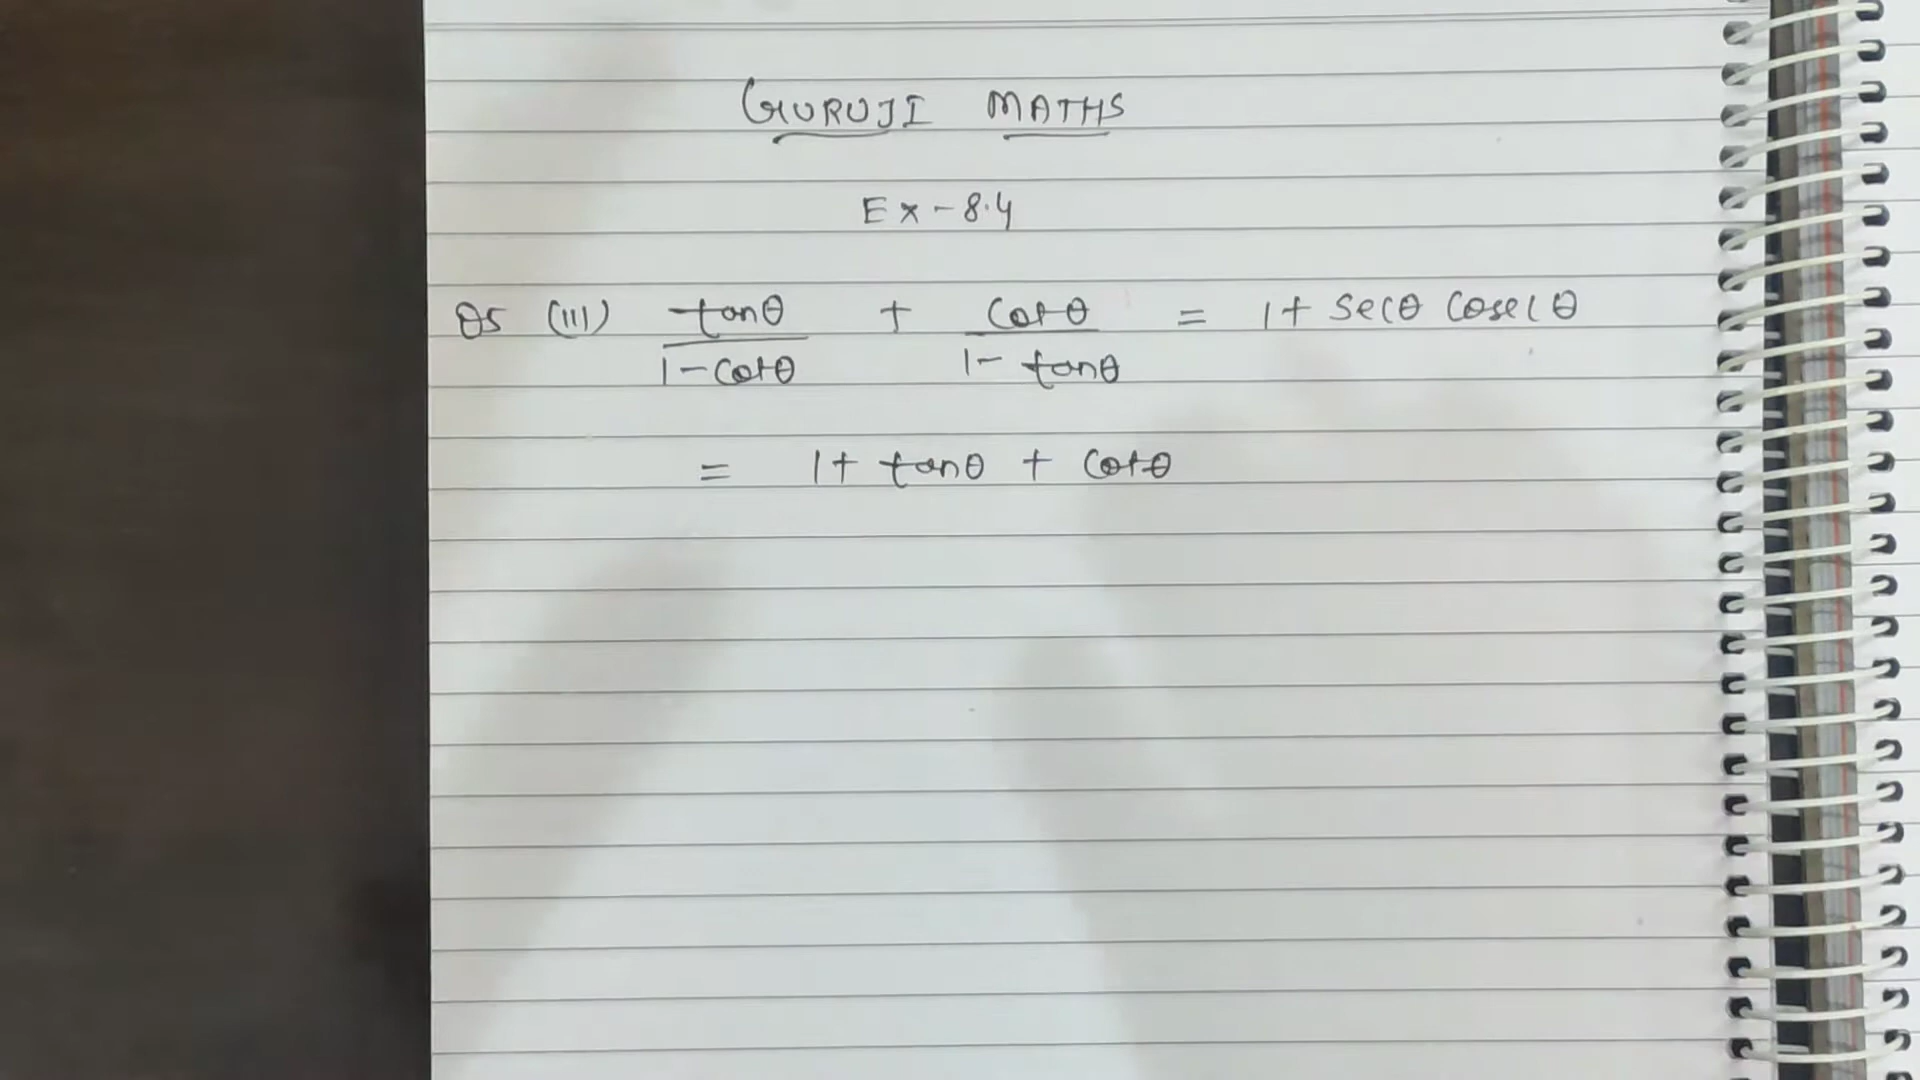 GURUJI MATHS
Ex-8.4
Q5 (III) tanθ/(1-cotθ) + cotθ/(1-tanθ) = 1+ secθ cosecθ
= 1+ tanθ + cotθ